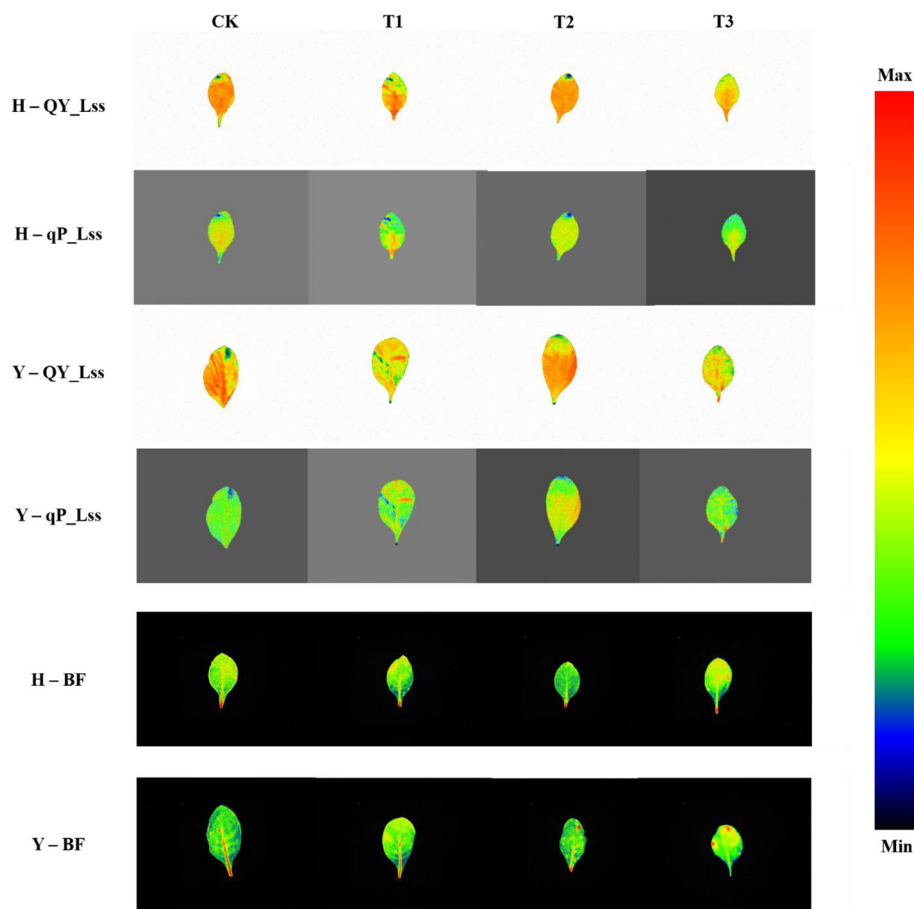 CK T1 T2 T3
Max
H – QY_Lss
H – qP_Lss
Y – QY_Lss
Y – qP_Lss
H – BF
Y – BF
Min